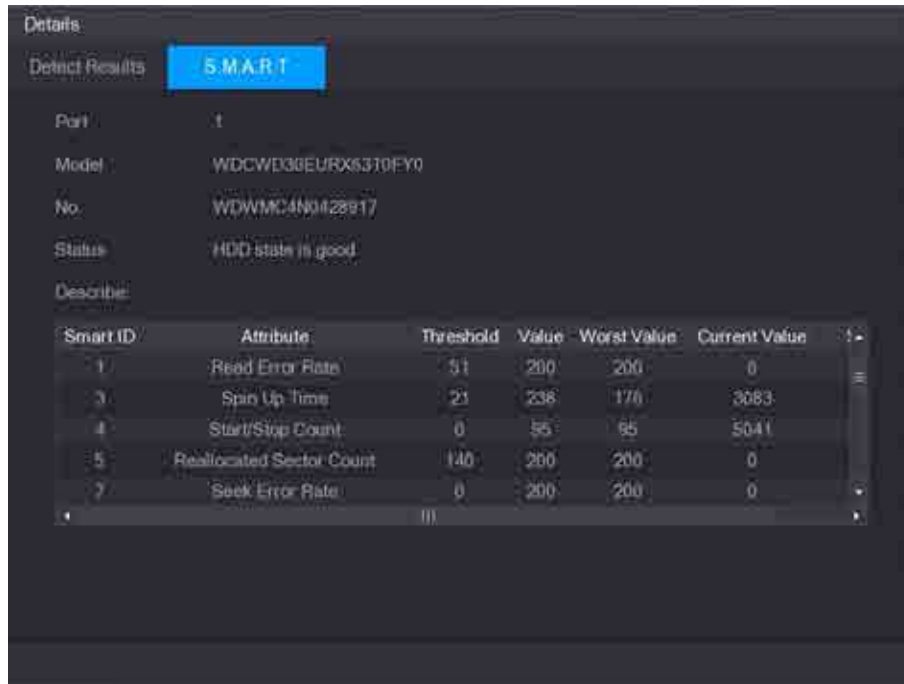 Details
Detect Results S.M.A.R.T
Port 1
Model
No.
Status HDD state is good
Describe:
Smart ID Attribute Threshold Value Worst Value Current Value
1 Read Error Rate 51 200 200 0
3 Spin Up Time 21 238 3083
4 Start/Stop Count 0 95 95 5041
5 Reallocated Sector Count 140 200 200 0
7 Seek Error Rate 0 200 200 0